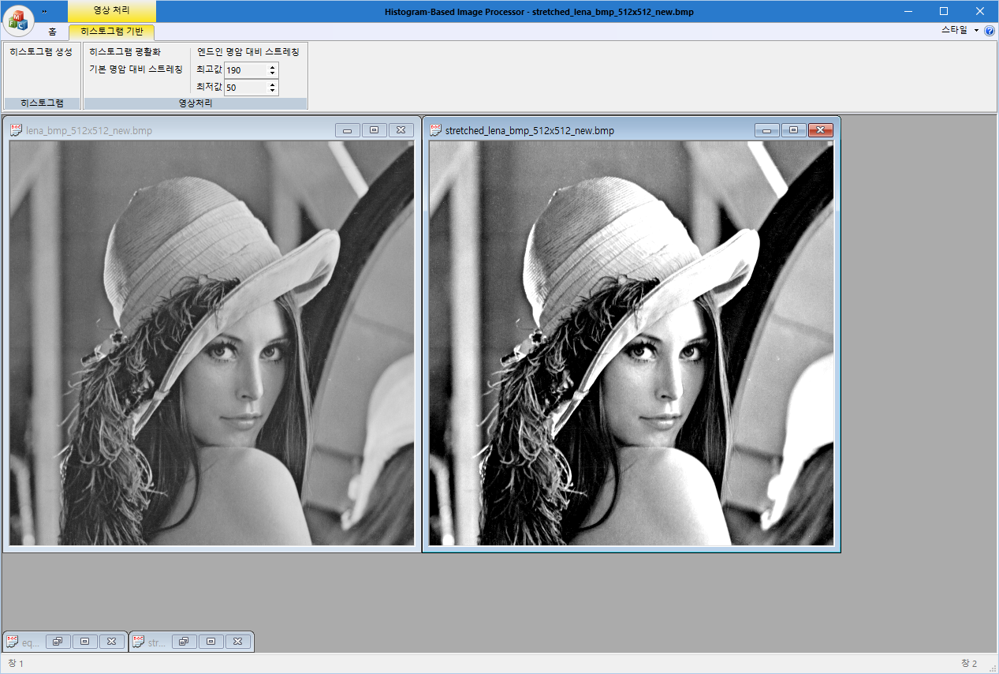 영상 처리
Histogram-Based Image Processor - stretched_lena_bmp_512x512_new.bmp
홈
히스토그램 기반
스타일
히스토그램 생성
히스토그램 평활화
엔드인 명암 대비 스트레칭
기본 명암 대비 스트레칭
최고값 190
최저값 50
히스토그램
영상처리
lena_bmp_512x512_new.bmp
stretched_lena_bmp_512x512_new.bmp
eq...
str...
창 1
창 2